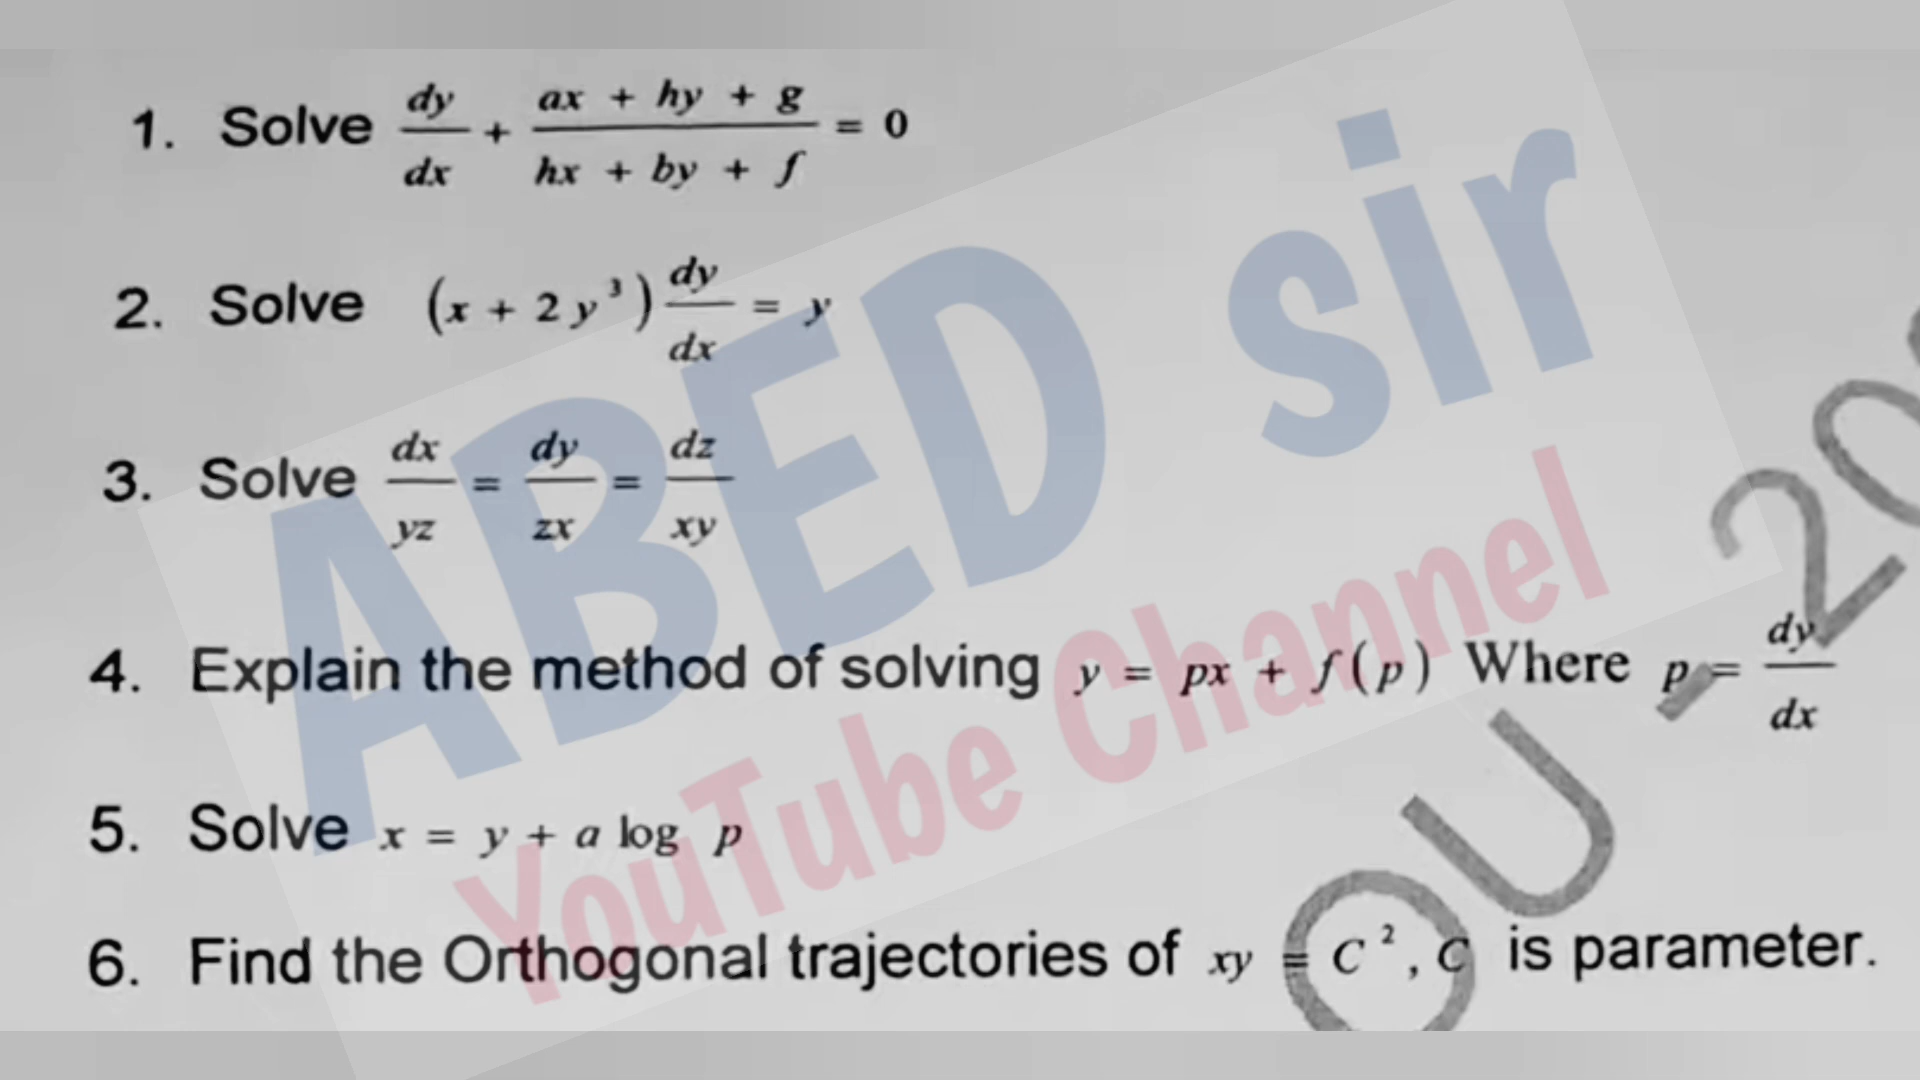 1. Solve dy/dx + (ax + hy + g)/(hx + by + f) = 0
2. Solve (x + 2y³) dy/dx = y
3. Solve dx/yz = dy/zx = dz/xy
4. Explain the method of solving y = px + f(p) Where p = dy/dx
5. Solve x = y + a log p
6. Find the Orthogonal trajectories of xy = C², C is parameter.
ABED sir
YouTube Channel